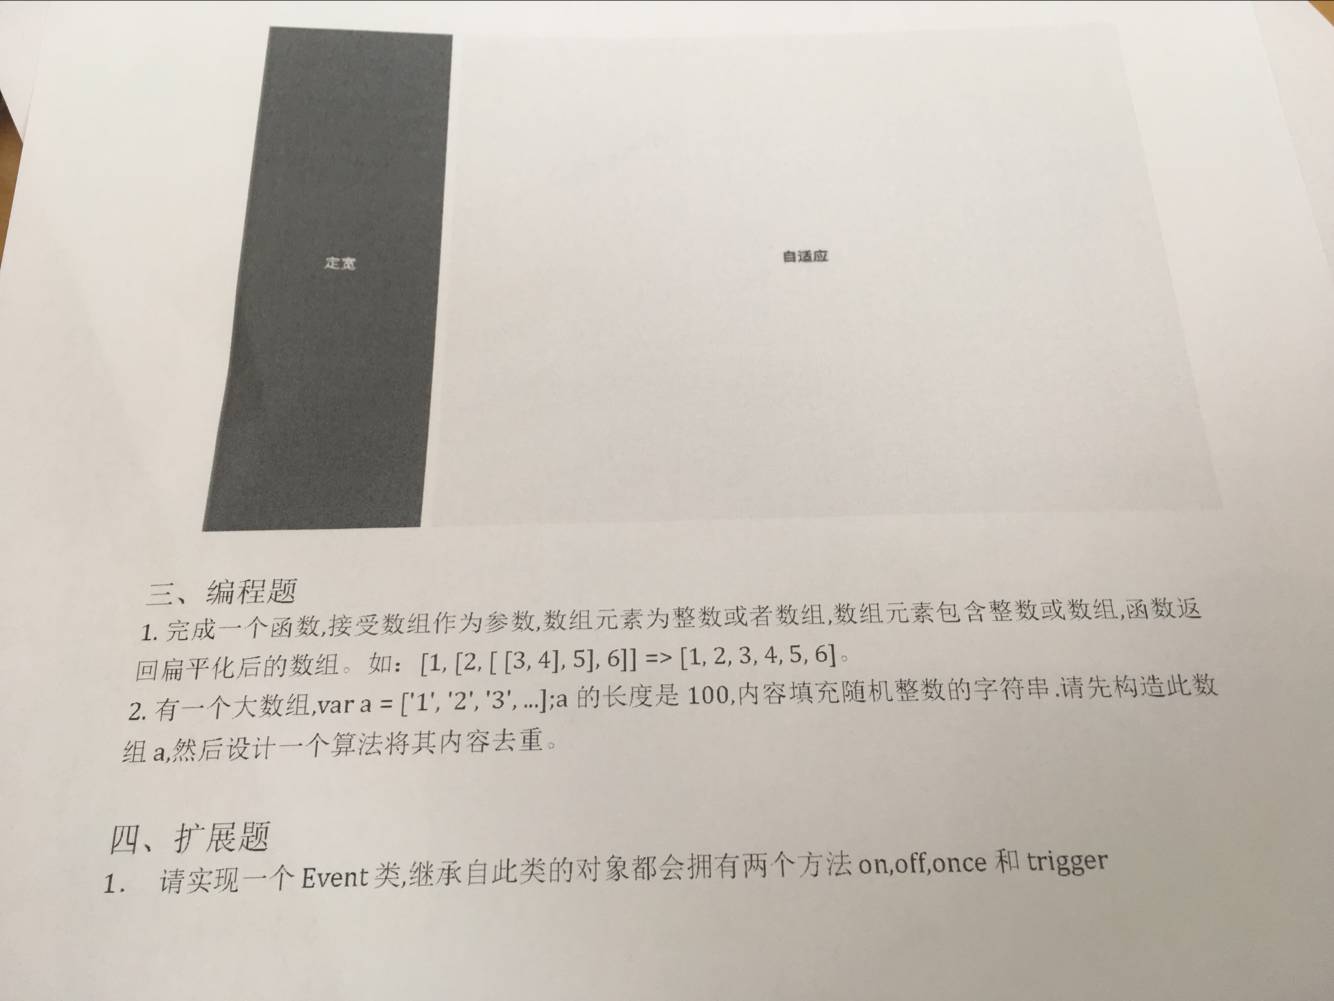 定宽
自适应
三、编程题
1. 完成一个函数,接受数组作为参数,数组元素为整数或者数组,数组元素包含整数或数组,函数返
回扁平化后的数组。如：[1, [2, [ [3, 4], 5], 6]] => [1, 2, 3, 4, 5, 6]。
2. 有一个大数组,var a = ['1', '2', '3', ...];a 的长度是 100,内容填充随机整数的字符串.请先构造此数
组 a,然后设计一个算法将其内容去重。
四、扩展题
1. 请实现一个 Event 类,继承自此类的对象都会拥有两个方法 on,off,once 和 trigger